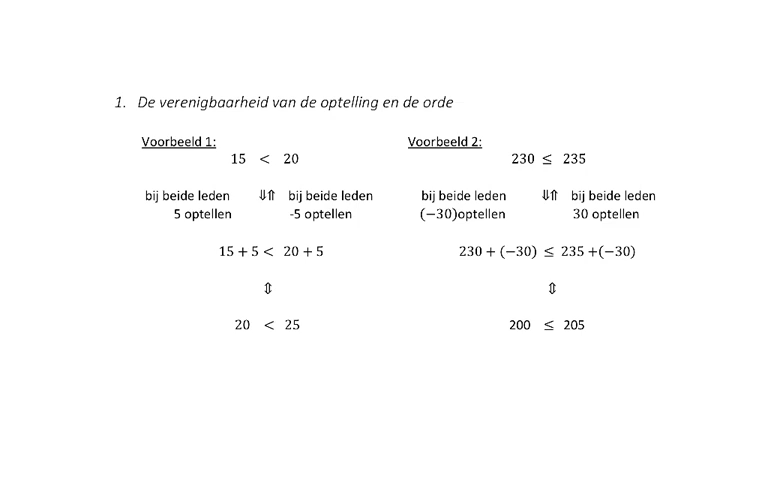 1. De verenigbaarheid van de optelling en de orde
Voorbeeld 1:
15 < 20
bij beide leden ⇓⇑ bij beide leden
5 optellen -5 optellen
15 + 5 < 20 + 5
⇕
20 < 25
Voorbeeld 2:
230 ≤ 235
bij beide leden ⇓⇑ bij beide leden
(−30)optellen 30 optellen
230 + (−30) ≤ 235 +(−30)
⇕
200 ≤ 205